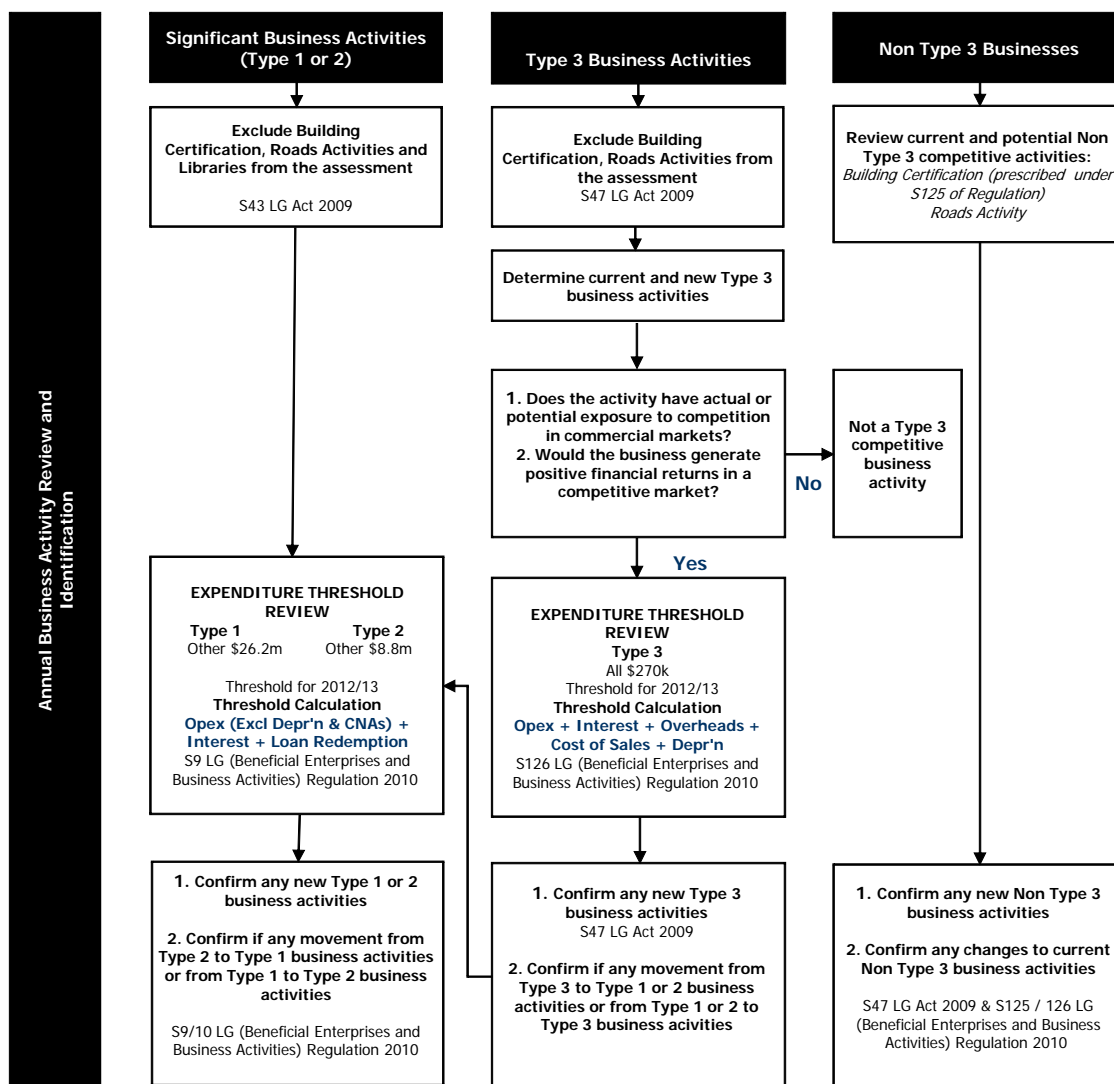 Annual Business Activity Review and
Identification
Significant Business Activities
(Type 1 or 2)
Exclude Building
Certification, Roads Activities and
Libraries from the assessment
S43 LG Act 2009
EXPENDITURE THRESHOLD
REVIEW
Type 1 Type 2
Other $26.2m Other $8.8m
Threshold for 2012/13
Threshold Calculation
Opex (Excl Depr'n & CNAs) +
Interest + Loan Redemption
S9 LG (Beneficial Enterprises and
Business Activities) Regulation 2010
1. Confirm any new Type 1 or 2
business activities
2. Confirm if any movement from
Type 2 to Type 1 business activities
or from Type 1 to Type 2 business
activities
S9/10 LG (Beneficial Enterprises and
Business Activities) Regulation 2010
Type 3 Business Activities
Exclude Building
Certification, Roads Activities from
the assessment
S47 LG Act 2009
Determine current and new Type 3
business activities
1. Does the activity have actual or
potential exposure to competition
in commercial markets?
2. Would the business generate
positive financial returns in a
competitive market?
No
Not a Type 3
competitive
business
activity
Yes
EXPENDITURE THRESHOLD
REVIEW
Type 3
All $270k
Threshold for 2012/13
Threshold Calculation
Opex + Interest + Overheads +
Cost of Sales + Depr'n
S126 LG (Beneficial Enterprises and
Business Activities) Regulation 2010
1. Confirm any new Type 3
business activities
S47 LG Act 2009
2. Confirm if any movement from
Type 3 to Type 1 or 2 business
activities or from Type 1 or 2 to
Type 3 business acivities
Non Type 3 Businesses
Review current and potential Non
Type 3 competitive activities:
Building Certification (prescribed under
S125 of Regulation)
Roads Activity
1. Confirm any new Non Type 3
business activities
2. Confirm any changes to current
Non Type 3 business activities
S47 LG Act 2009 & S125 / 126 LG
(Beneficial Enterprises and Business
Activities) Regulation 2010